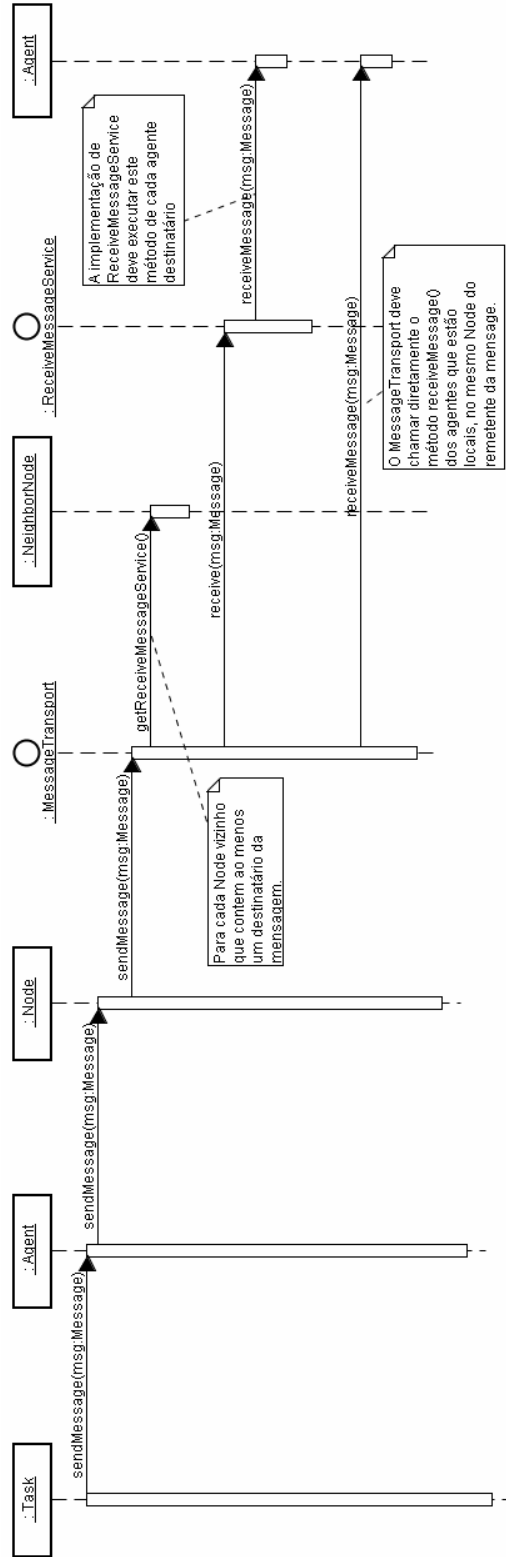 : Task
: Agent
: Node
: MessageTransport
: NeighborNode
: ReceiveMessageService
: Agent
sendMessage(msg:Message)
sendMessage(msg:Message)
sendMessage(msg:Message)
getReceiveMessageService()
Para cada Node vizinho
que contem ao menos
um destinatário da
mensagem.
receive(msg:Message)
receiveMessage(msg:Message)
A implementação de
ReceiveMessageService
deve executar este
método de cada agente
destinatário
receiveMessage(msg:Message)
O MessageTransport deve
chamar diretamente o
método receiveMessage()
dos agentes que estão
locais, no mesmo Node do
remetente da mensage.